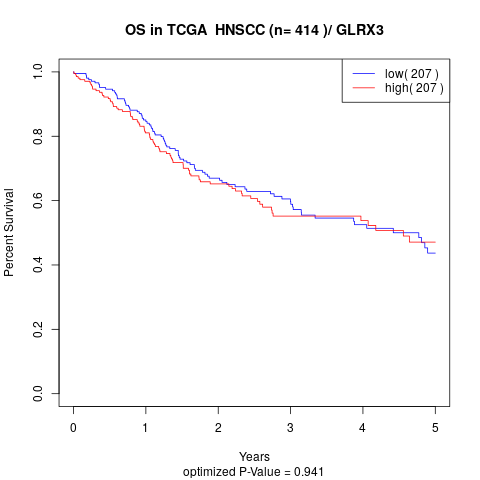 OS in TCGA  HNSCC (n= 414 )/ GLRX3
low( 207 )
high( 207 )
1.0
0.8
0.6
0.4
0.2
0.0
Percent Survival
0 1 2 3 4 5
Years
optimized P-Value = 0.941